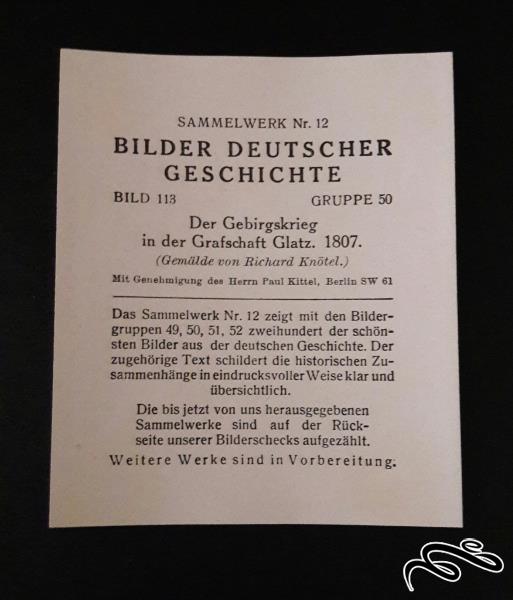 SAMMELWERK Nr. 12
BILDER DEUTSCHER
GESCHICHTE
BILD 113 GRUPPE 50
Der Gebirgskrieg
in der Grafschaft Glatz. 1807.
(Gemälde von Richard Knötel.)
Mit Genehmigung des Herrn Paul Kittel, Berlin SW 61
Das Sammelwerk Nr. 12 zeigt mit den Bilder-
gruppen 49, 50, 51, 52 zweihundert der schön-
sten Bilder aus der deutschen Geschichte. Der
zugehörige Text schildert die historischen Zu-
sammenhänge in eindrucksvoller Weise klar und
übersichtlich.
Die bis jetzt von uns herausgegebenen
Sammelwerke sind auf der Rück-
seite unserer Bilderschecks aufgezählt.
Weitere Werke sind in Vorbereitung.